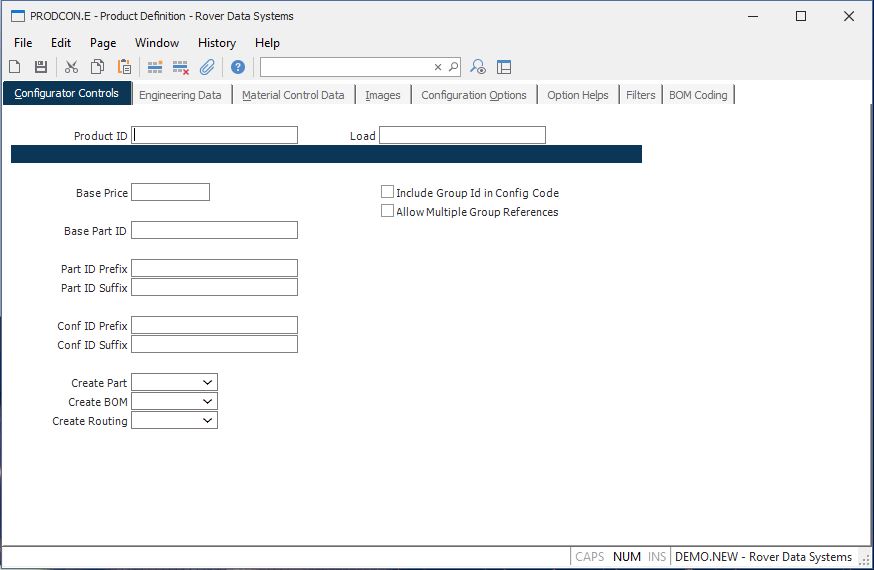 PRODCON.E - Product Definition - Rover Data Systems
File Edit Page Window History Help
Configurator Controls Engineering Data Material Control Data Images Configuration Options Option Helps Filters BOM Coding
Product ID Load
Base Price Include Group Id in Config Code
Allow Multiple Group References
Base Part ID
Part ID Prefix
Part ID Suffix
Conf ID Prefix
Conf ID Suffix
Create Part
Create BOM
Create Routing
CAPS NUM INS DEMO.NEW - Rover Data Systems